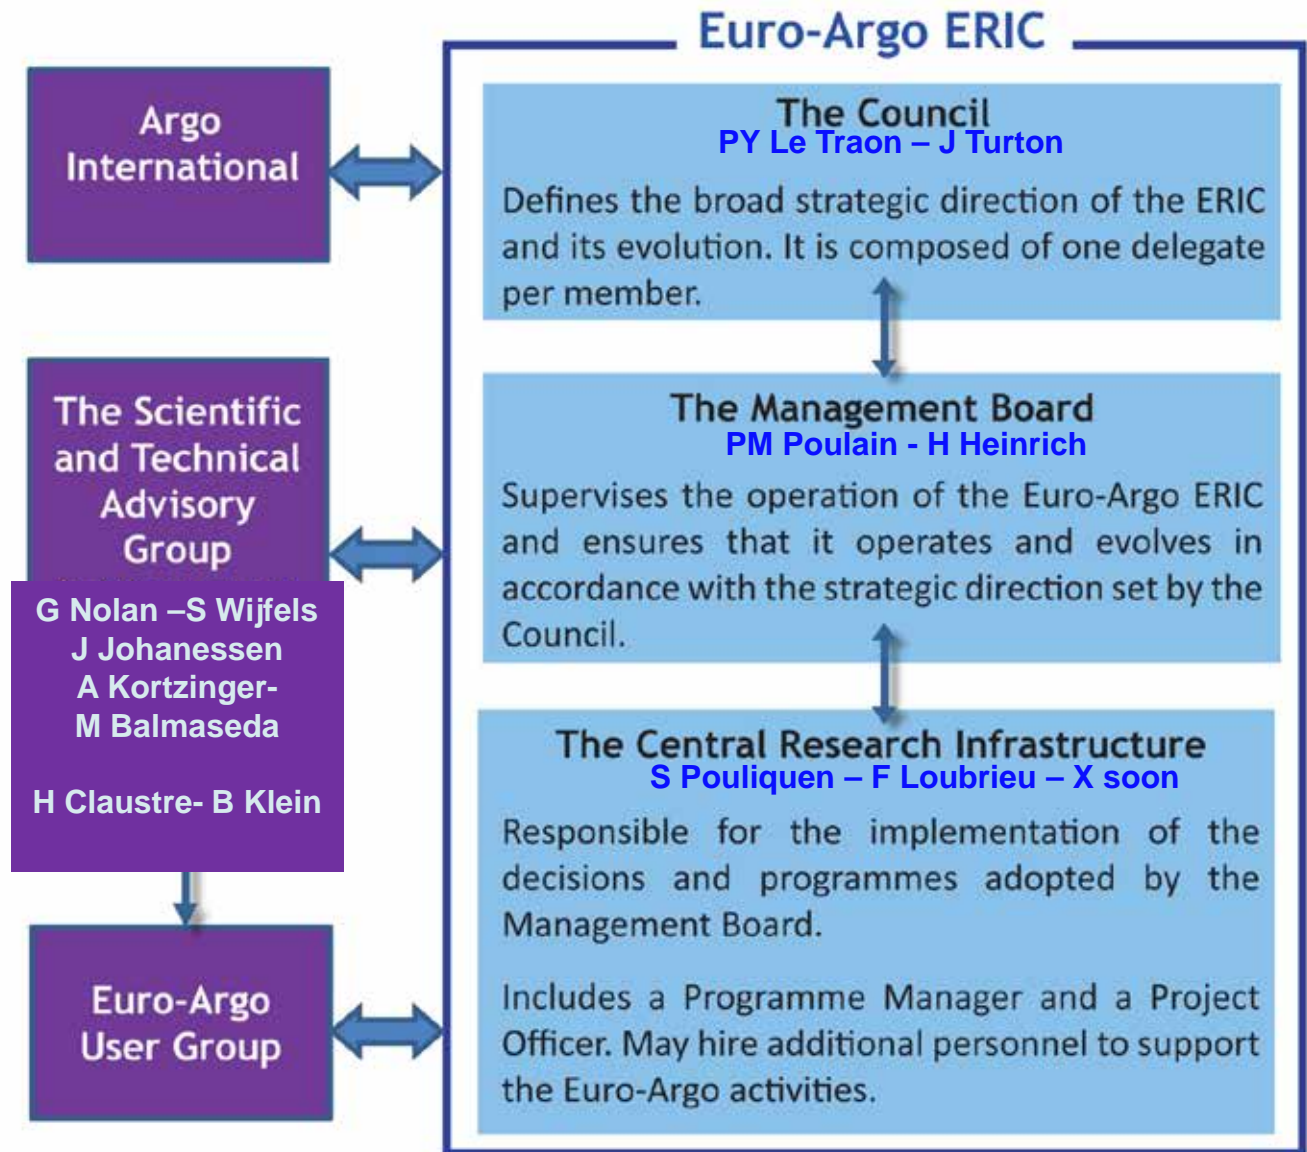 Euro-Argo ERIC
Argo
International
The Scientific
and Technical
Advisory
Group
G Nolan –S Wijfels
J Johanessen
A Kortzinger-
M Balmaseda
H Claustre- B Klein
Euro-Argo
User Group
The Council
PY Le Traon – J Turton
Defines the broad strategic direction of the ERIC
and its evolution. It is composed of one delegate
per member.
The Management Board
PM Poulain - H Heinrich
Supervises the operation of the Euro-Argo ERIC
and ensures that it operates and evolves in
accordance with the strategic direction set by the
Council.
The Central Research Infrastructure
S Pouliquen – F Loubrieu – X soon
Responsible for the implementation of the
decisions and programmes adopted by the
Management Board.
Includes a Programme Manager and a Project
Officer. May hire additional personnel to support
the Euro-Argo activities.